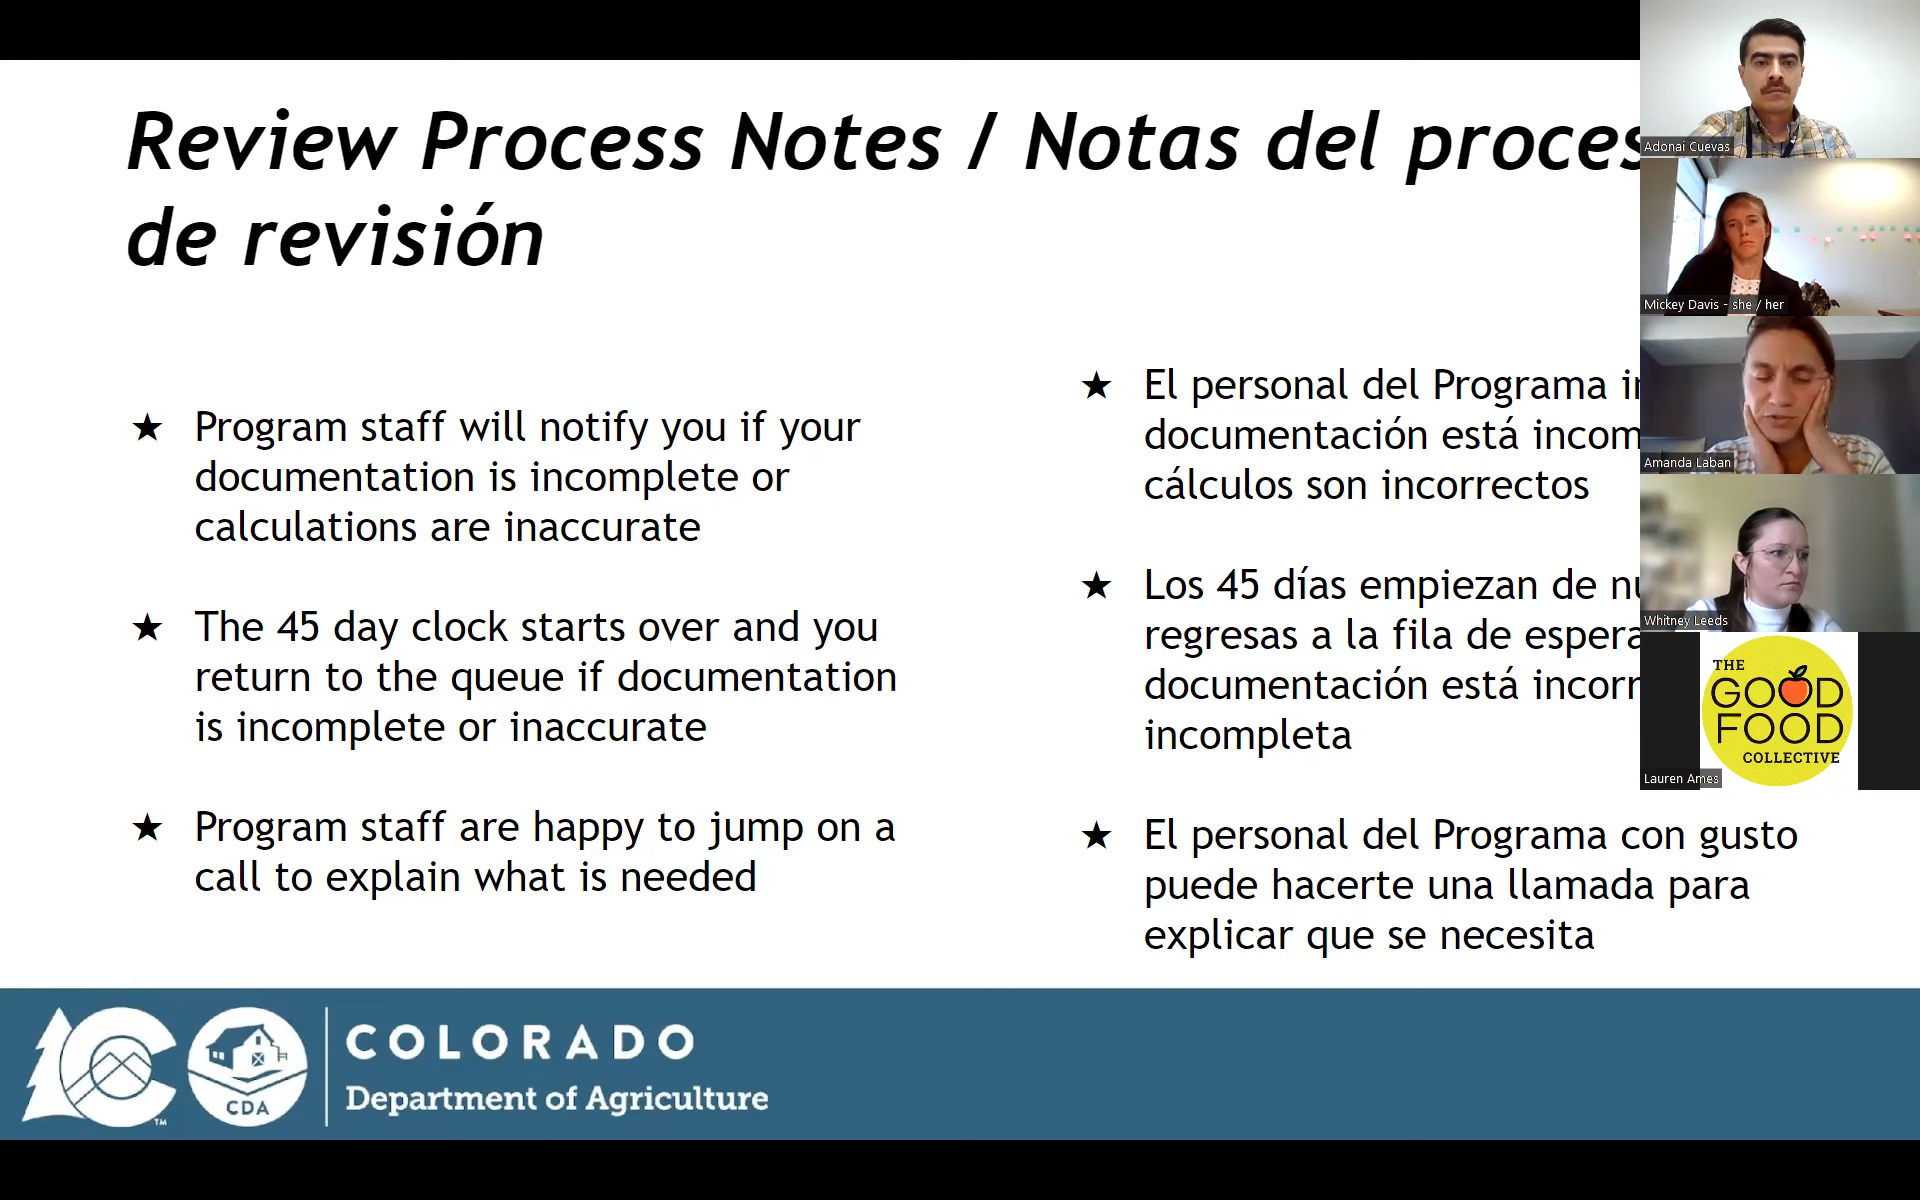 Review Process Notes / Notas del
de revisión
★ Program staff will notify you if your
documentation is incomplete or
calculations are inaccurate
★ The 45 day clock starts over and you
return to the queue if documentation
is incomplete or inaccurate
★ Program staff are happy to jump on a
call to explain what is needed
★ El personal del Programa
documentación está
cálculos son incorrectos
★ Los 45 días empiezan de
regresas a la fila de espera
documentación está
incompleta
★ El personal del Programa con gusto
puede hacerte una llamada para
explicar que se necesita
Adonai Cuevas
Mickey Davis - she / her
Amanda Laban
Whitney Leeds
THE
GOOD
FOOD
COLLECTIVE
Lauren Ames
C
TM
CDA
COLORADO
Department of Agriculture